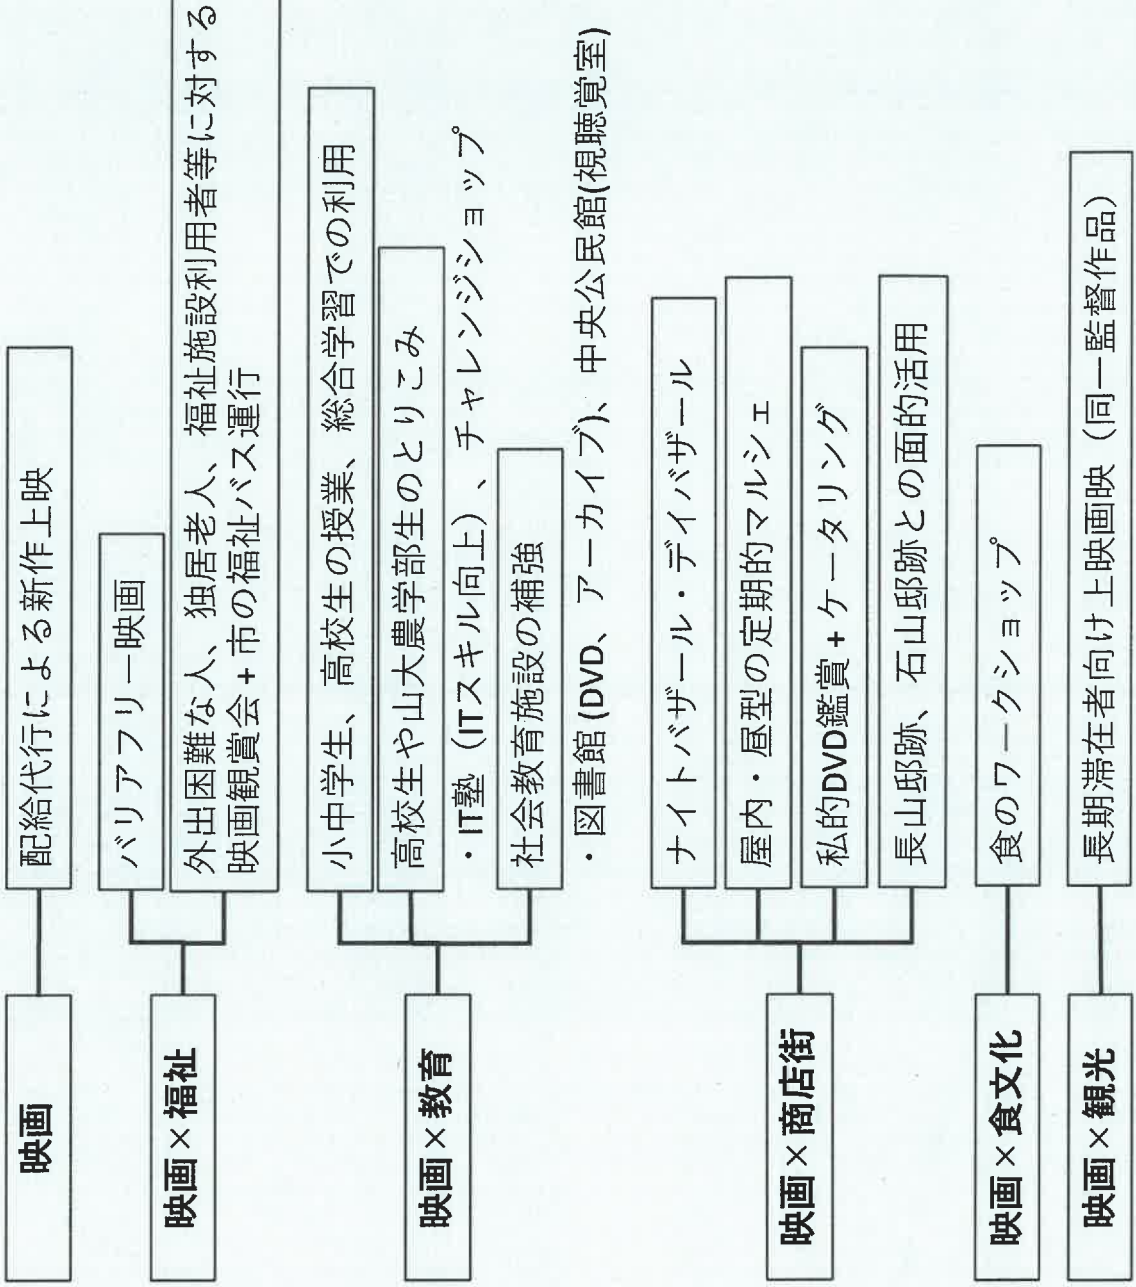 映画
配給代行による新作上映
映画×福祉
バリアフリー映画
外出困難な人、独居老人、福祉施設利用者等に対する
映画観賞会+市の福祉バス運行
映画×教育
小中学生、高校生の授業、総合学習での利用
高校生や山大農学部生のとりこみ
・IT塾（ITスキル向上）、チャレンジショップ
社会教育施設の補強
・図書館(DVD、アーカイブ)、中央公民館(視聴覚室)
映画×商店街
ナイトバザール・デイバザール
屋内・昼型の定期的マルシェ
私的DVD鑑賞+ケータリング
長山邸跡、石山邸跡との面的活用
映画×食文化
食のワークショップ
映画×観光
長期滞在者向け上映画映（同一監督作品）